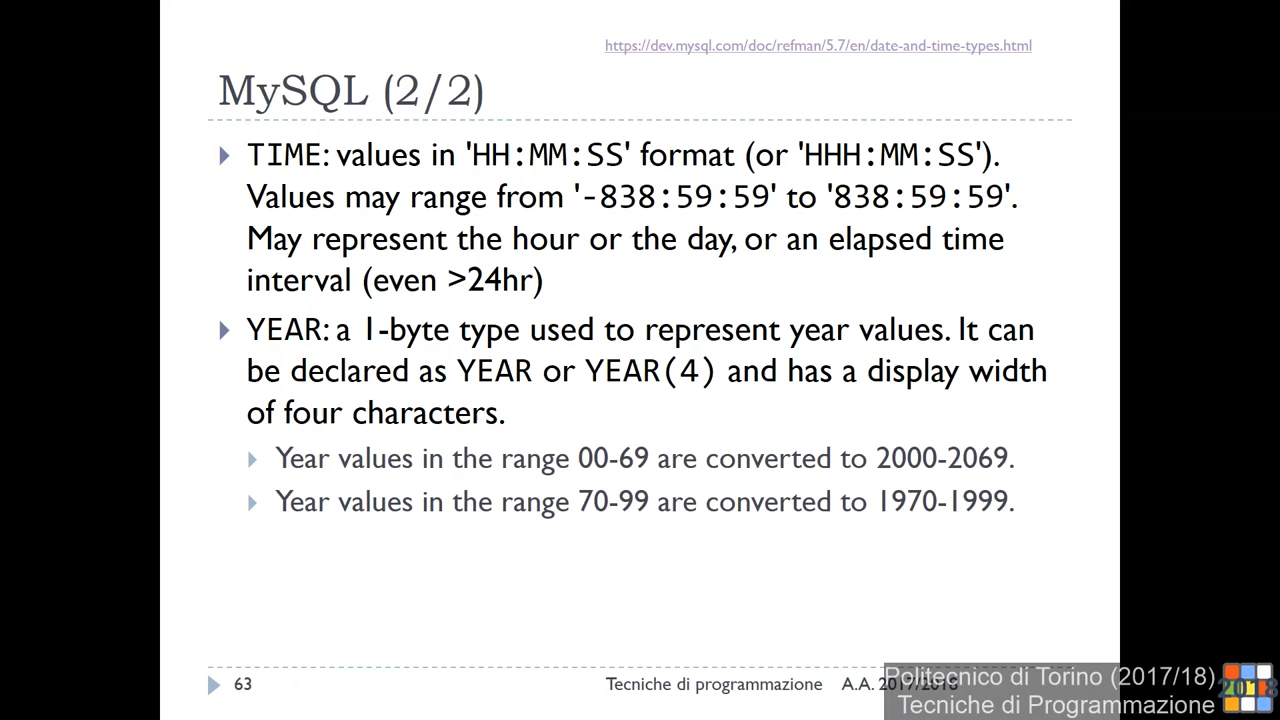 https://dev.mysql.com/doc/refman/5.7/en/date-and-time-types.html
MySQL (2/2)
TIME: values in 'HH:MM:SS' format (or 'HHH:MM:SS').
Values may range from '-838:59:59' to '838:59:59'.
May represent the hour or the day, or an elapsed time
interval (even >24hr)
YEAR: a 1-byte type used to represent year values. It can
be declared as YEAR or YEAR(4) and has a display width
of four characters.
Year values in the range 00-69 are converted to 2000-2069.
Year values in the range 70-99 are converted to 1970-1999.
63
Tecniche di programmazione A.A. 2017/2018
Politecnico di Torino (2017/18)
Tecniche di Programmazione
2018